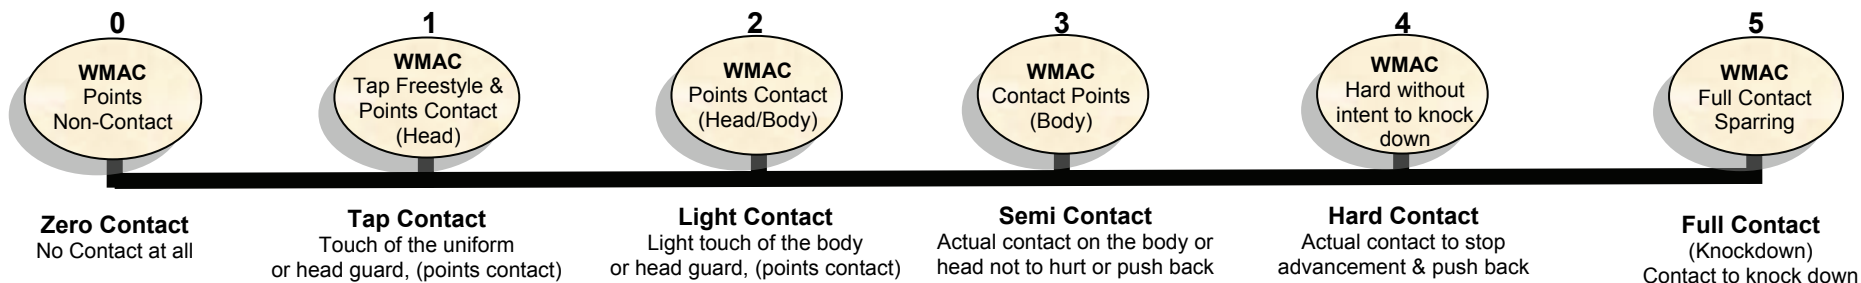 0
WMAC
Points
Non-Contact
1
WMAC
Tap Freestyle &
Points Contact
(Head)
2
WMAC
Points Contact
(Head/Body)
3
WMAC
Contact Points
(Body)
4
WMAC
Hard without
intent to knock
down
5
WMAC
Full Contact
Sparring
Zero Contact
No Contact at all
Tap Contact
Touch of the uniform
or head guard, (points contact)
Light Contact
Light touch of the body
or head guard, (points contact)
Semi Contact
Actual contact on the body or
head not to hurt or push back
Hard Contact
Actual contact to stop
advancement & push back
Full Contact
(Knockdown)
Contact to knock down